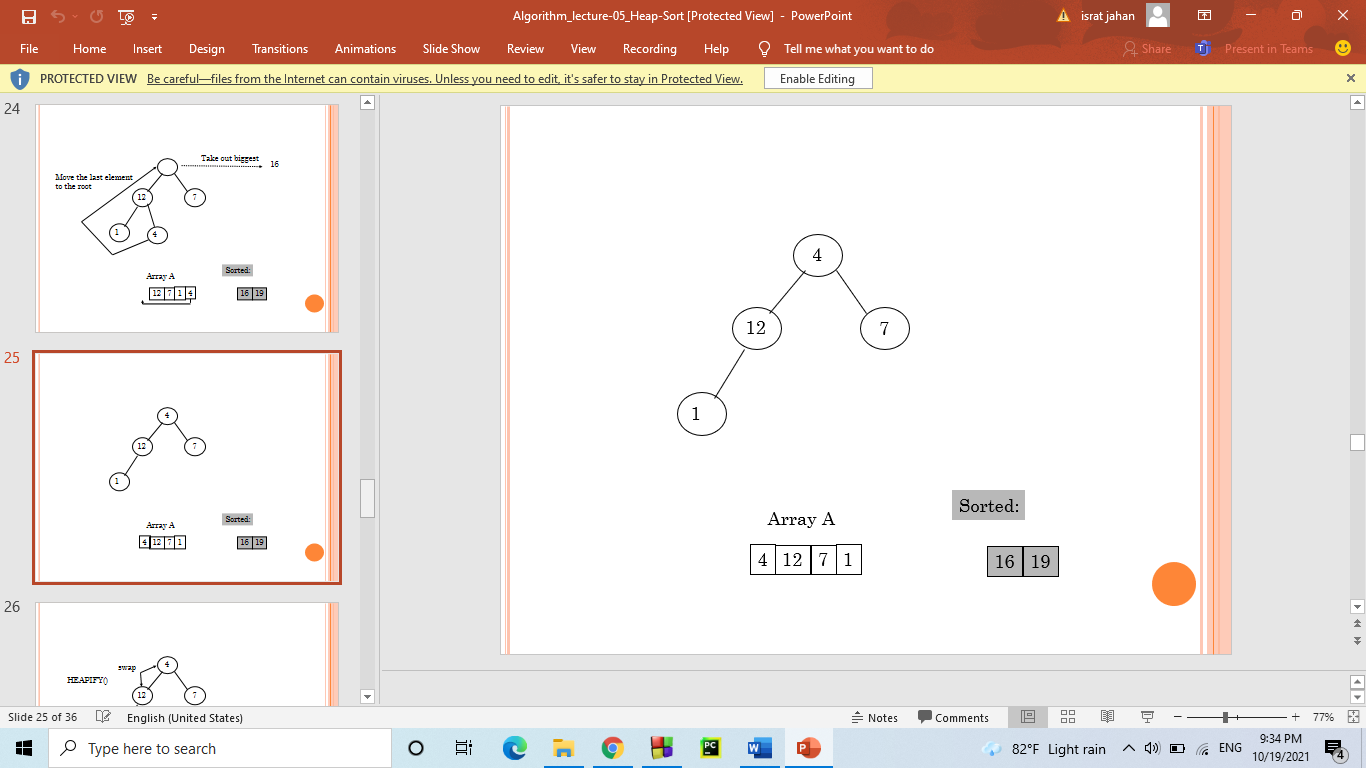 Algorithm_lecture-05_Heap-Sort [Protected View] - PowerPoint
israt jahan
File Home Insert Design Transitions Animations Slide Show Review View Recording Help Tell me what you want to do
Share
Present in Teams
PROTECTED VIEW Be careful—files from the Internet can contain viruses. Unless you need to edit, it's safer to stay in Protected View.
Enable Editing
24
Take out biggest
16
Move the last element
to the root
12
7
1
4
Array A
Sorted:
12 7 1 4
16 19
25
4
12
7
1
Array A
Sorted:
4 12 7 1
16 19
26
swap
4
HEAPIFY()
12
7
4
12
7
1
Sorted:
Array A
4 12 7 1
16 19
Slide 25 of 36
English (United States)
Notes
Comments
77%
Type here to search
PC
W
P
82°F Light rain
ENG
9:34 PM
10/19/2021
4